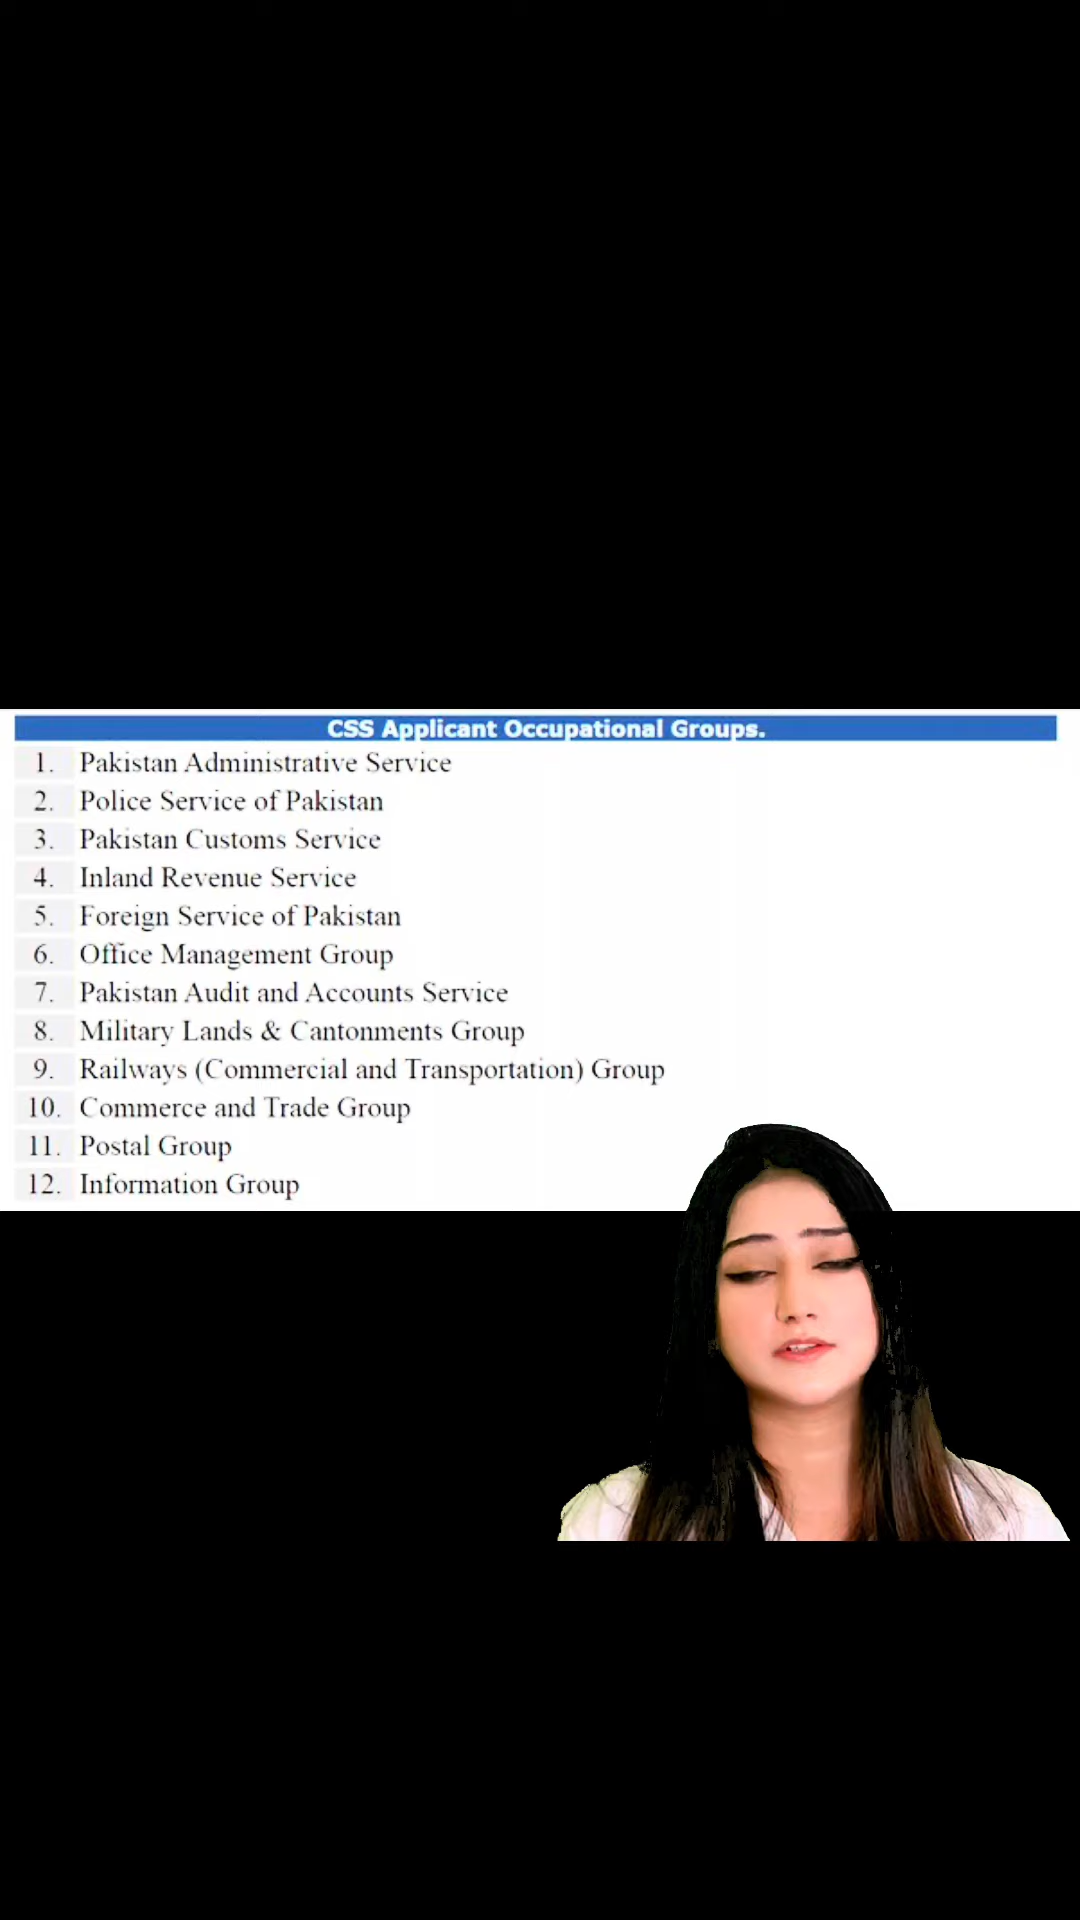 CSS Applicant Occupational Groups.
1. Pakistan Administrative Service
2. Police Service of Pakistan
3. Pakistan Customs Service
4. Inland Revenue Service
5. Foreign Service of Pakistan
6. Office Management Group
7. Pakistan Audit and Accounts Service
8. Military Lands & Cantonments Group
9. Railways (Commercial and Transportation) Group
10. Commerce and Trade Group
11. Postal Group
12. Information Group